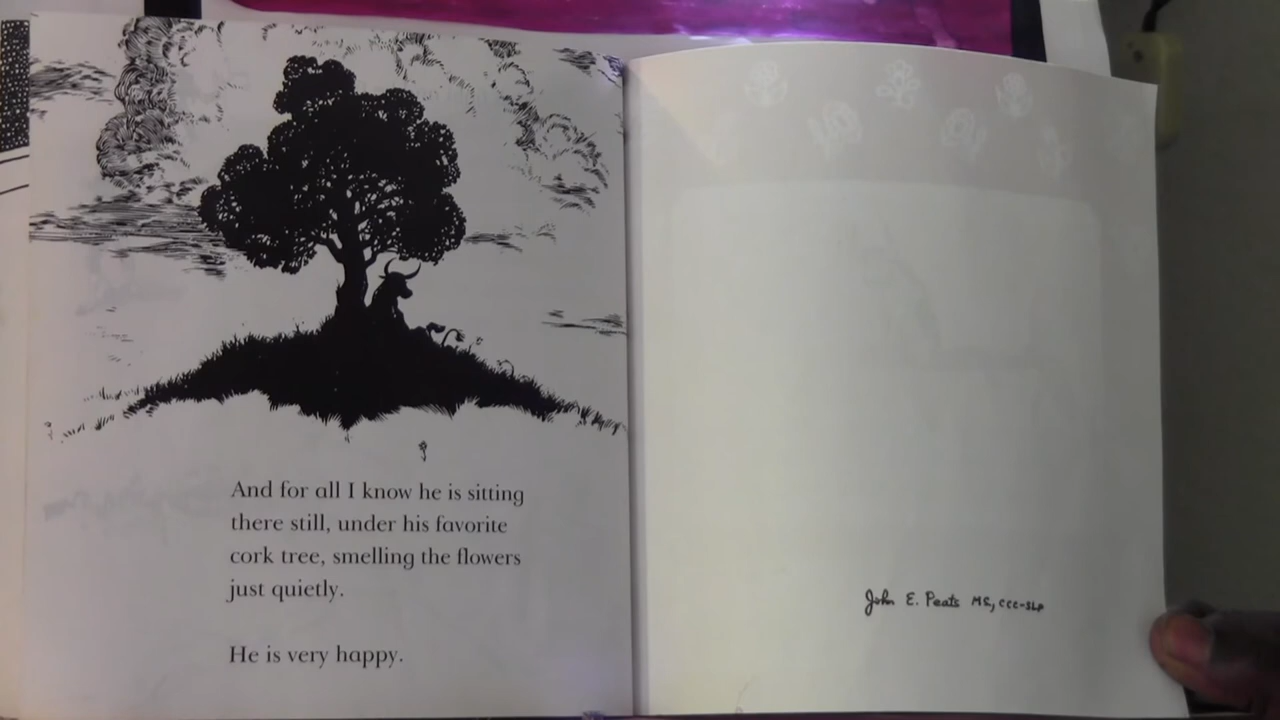 And for all I know he is sitting
there still, under his favorite
cork tree, smelling the flowers
just quietly.
He is very happy.
John E. Peats MS, CCC-SLP